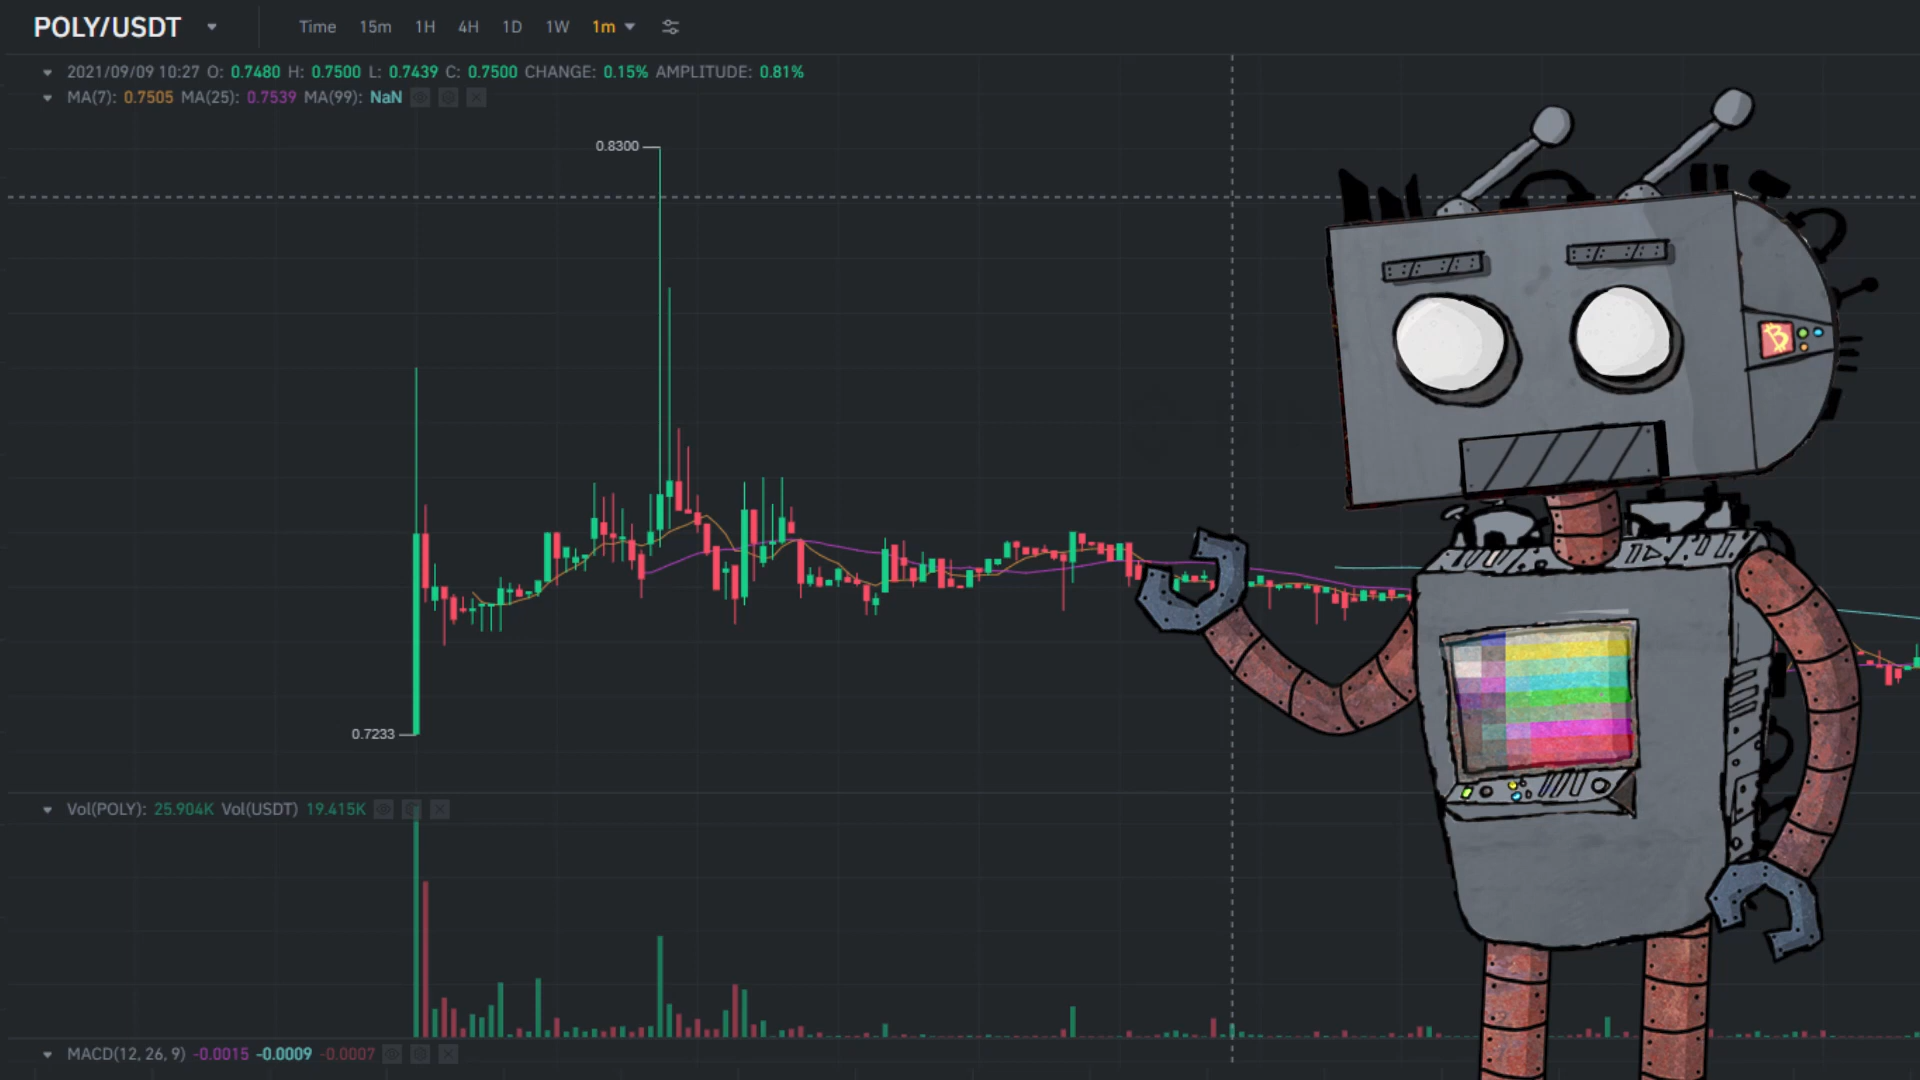 POLY/USDT Time 15m 1H 4H 1D 1W 1m
2021/09/09 10:27 O: 0.7480 H: 0.7500 L: 0.7439 C: 0.7500 CHANGE: 0.15% AMPLITUDE: 0.81%
MA(7): 0.7505 MA(25): 0.7539 MA(99): NaN
0.8300
0.7233
Vol(POLY): 25.904K Vol(USDT) 19.415K
MACD(12, 26, 9) -0.0015 -0.0009 -0.0007